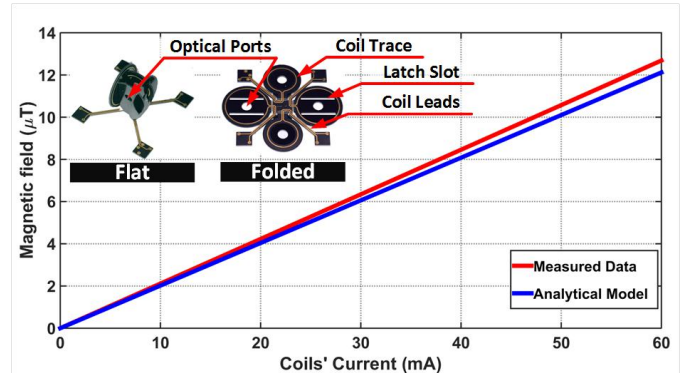 Optical Ports
Coil Trace
Latch Slot
Coil Leads
Flat
Folded
Magnetic field (μT)
14
12
10
8
6
4
2
0
0
10
20
30
40
50
60
Coils' Current (mA)
Measured Data
Analytical Model